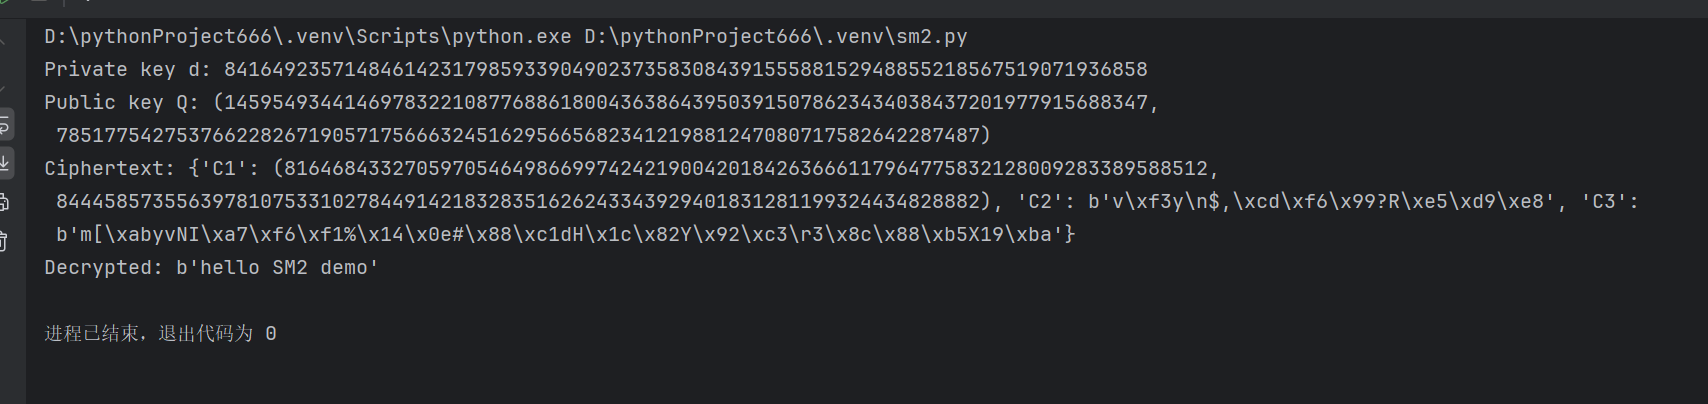 D:\pythonProject666\.venv\Scripts\python.exe D:\pythonProject666\.venv\sm2.py
Private key d: 84164923571484614231798593390490237358308439155588152948855218567519071936858
Public key Q: (14595493441469783221087768861800436386439503915078623434038437201977915688347,
 78517754275376622826719057175666324516295665682341219881247080717582642287487)
Ciphertext: {'C1': (81646843327059705464986699742421900420184263666117964775832128009283389588512,
 84445857355639781075331027844914218328351626243343929401831281199324434828882), 'C2': b'v\xf3y\n$,\xcd\xf6\x99?R\xe5\xd9\xe8', 'C3':
 b'm[\xabyvNI\xa7\xf6\xf1%\x14\x0e#\x88\xc1dH\x1c\x82Y\x92\xc3\r3\x8c\x88\xb5X19\xba'}
Decrypted: b'hello SM2 demo'
进程已结束，退出代码为 0